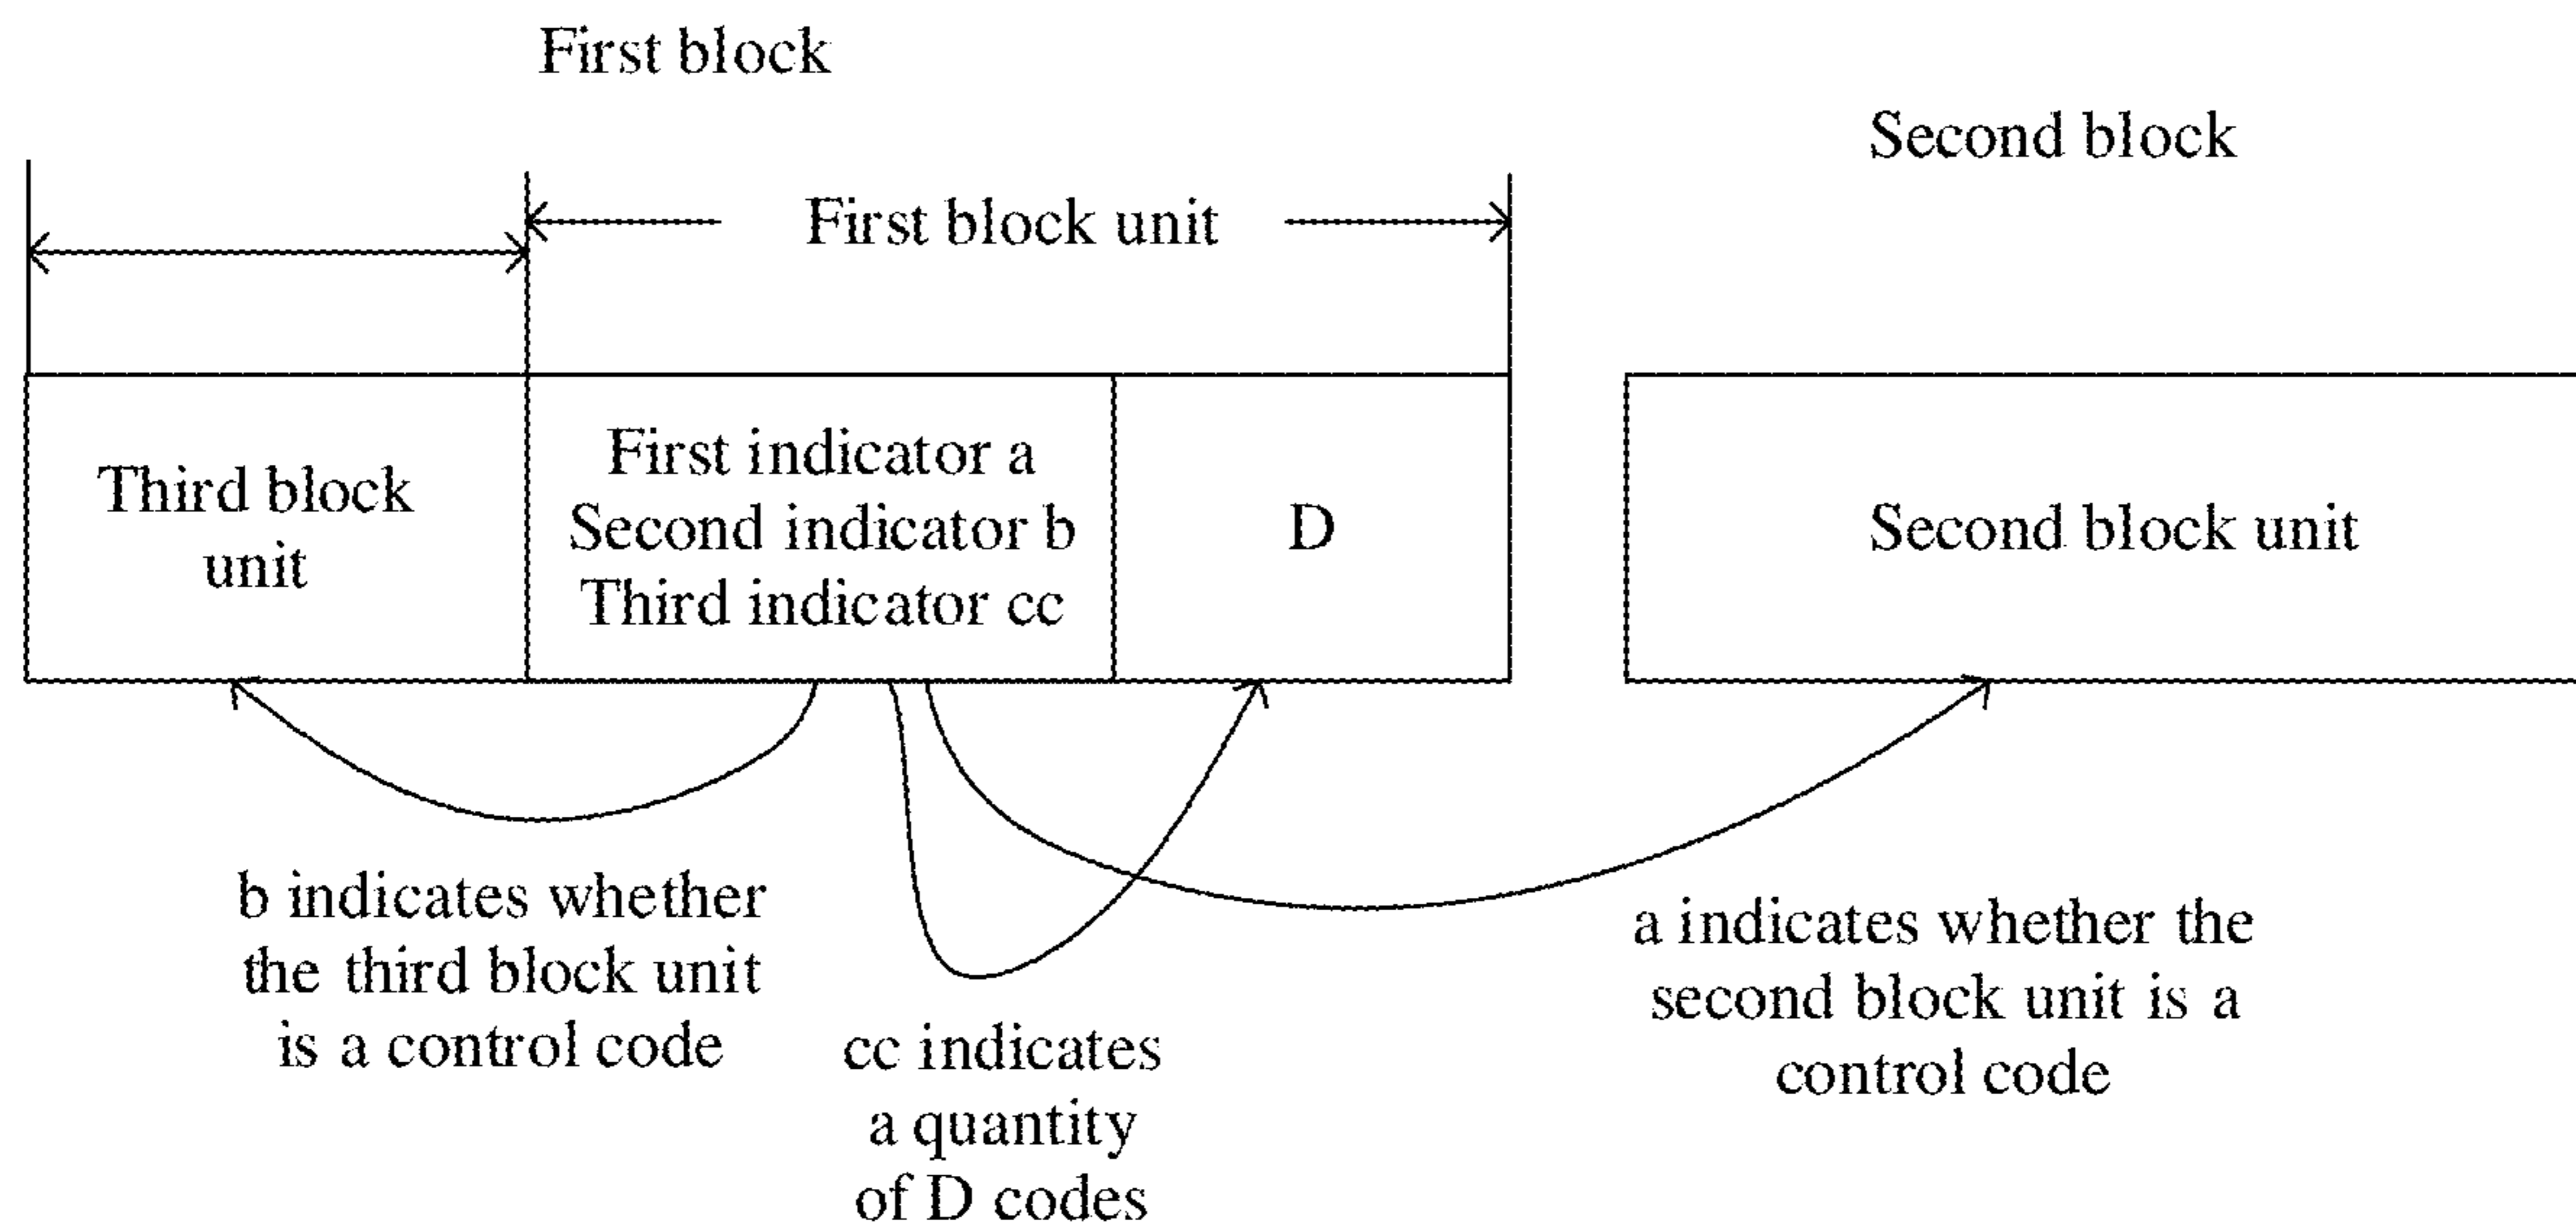 First block
Second block
First block unit
Third block
unit
First indicator a
Second indicator b
Third indicator cc
D
Second block unit
b indicates whether
the third block unit
is a control code
cc indicates
a quantity
of D codes
a indicates whether the
second block unit is a
control code